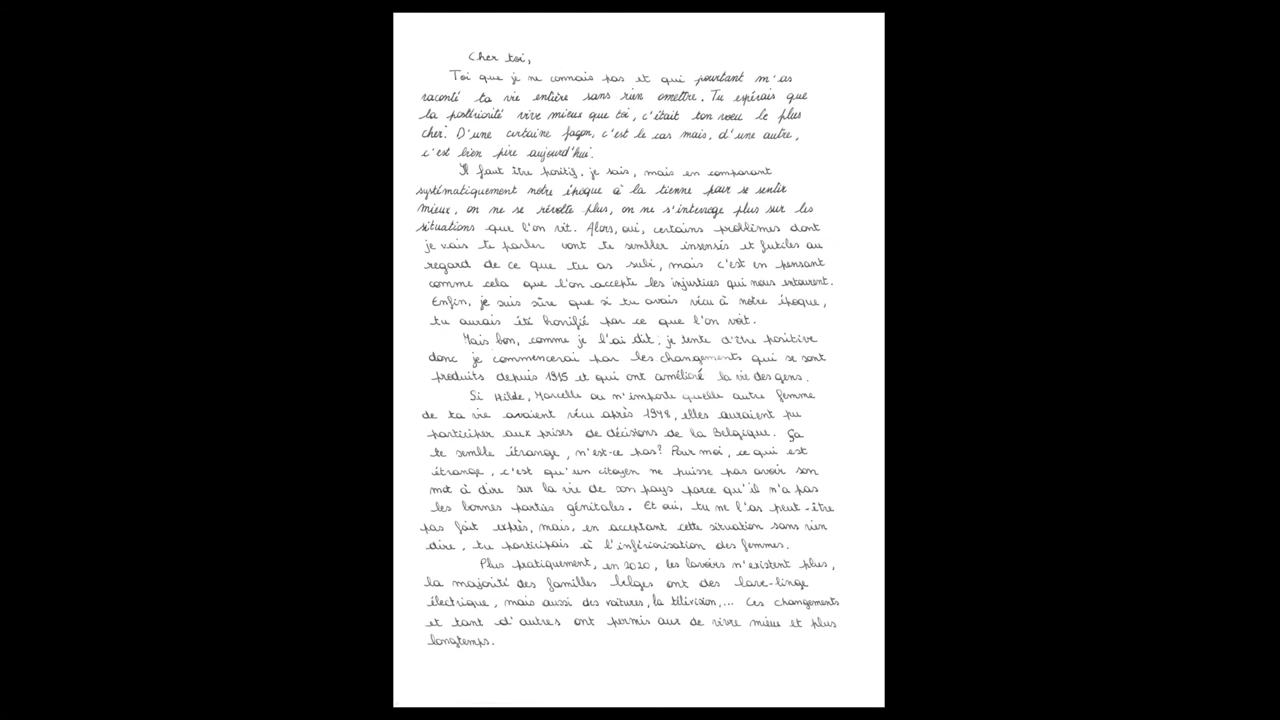 Cher toi,
Toi que je ne connais pas et qui pourtant m'as
raconté ta vie entière sans rien omettre. Tu espérais que
la postériorité vive mieux que toi, c'était ton voeu le plus
cher. D'une certaine façon, c'est le cas mais, d'une autre,
c'est bien pire aujourd'hui.
Il faut être positif, je sais, mais en comparant
systématiquement notre époque à la tienne pour se sentir
mieux, on ne se révolte plus, on ne s'interroge plus sur les
situations que l'on vit. Alors, oui, certains problèmes dont
je vais te parler vont te sembler insensés et futiles au
regard de ce que tu as subi, mais c'est en pensant
comme cela que l'on accepte les injustices qui nous entourent.
Enfin, je suis sûre que si tu avais vécu à notre époque,
tu aurais été horrifié par ce que l'on voit.
Mais bon, comme je l'ai dit, je tente d'être positive
donc je commencerai par les changements qui se sont
produits depuis 1915 et qui ont amélioré la vie des gens.
Si Hilde, Marcelle ou n'importe quelle autre femme
de ta vie avaient vécu après 1948, elles auraient pu
participer aux prises de décisions de la Belgique. Ça
te semble étrange, n'est-ce pas? Pour moi, ce qui est
étrange, c'est qu'un citoyen ne puisse pas avoir son
mot à dire sur la vie de son pays parce qu'il n'a pas
les bonnes parties génitales. Et oui, tu ne l'as peut-être
pas fait exprès, mais, en acceptant cette situation sans rien
dire, tu participais à l'infériorisation des femmes.
Plus pratiquement, en 2020, les lavoirs n'existent plus,
la majorité des familles belges ont des lave-linge
électrique, mais aussi des voitures, la télévision,... Ces changements
et tant d'autres ont permis aux de vivre mieux et plus
longtemps.